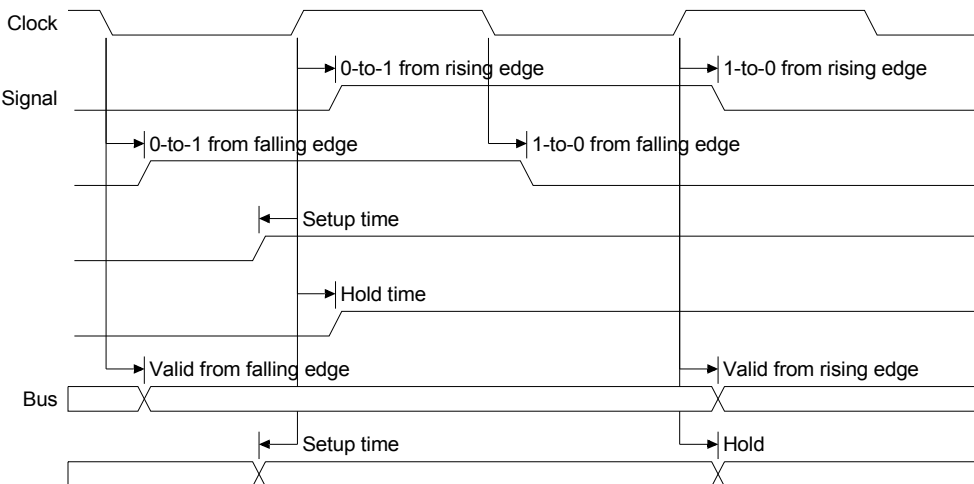 Clock
0-to-1 from rising edge 1-to-0 from rising edge
Signal
0-to-1 from falling edge 1-to-0 from falling edge
Setup time
Hold time
Valid from falling edge Valid from rising edge
Bus
Setup time Hold